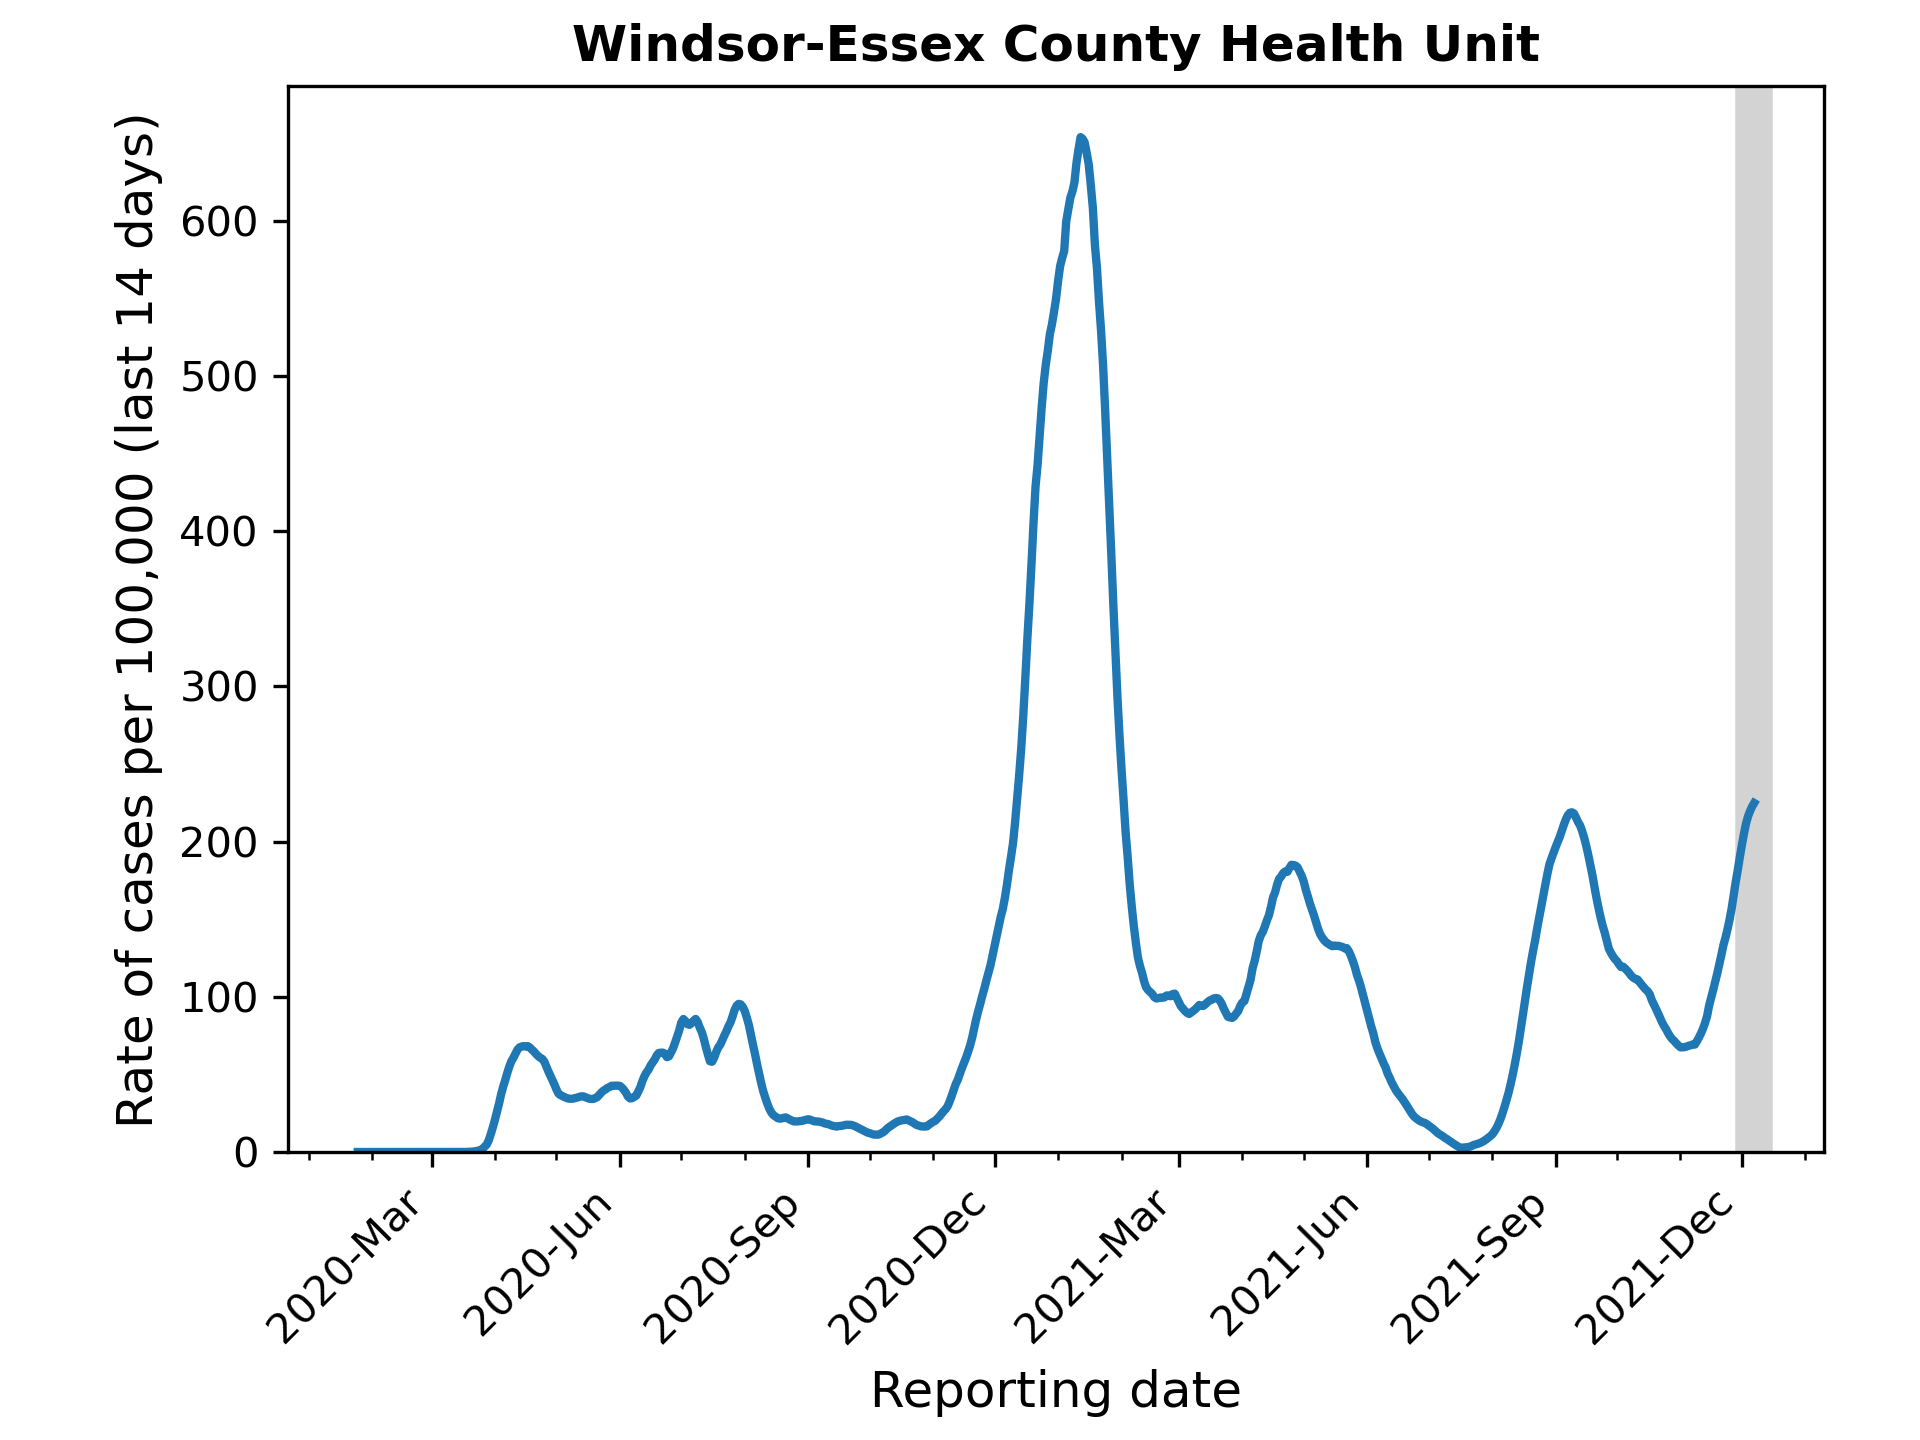 Windsor-Essex County Health Unit
Rate of cases per 100,000 (last 14 days)
600
500
400
300
200
100
0
2020-Mar
2020-Jun
2020-Sep
2020-Dec
2021-Mar
2021-Jun
2021-Sep
2021-Dec
Reporting date